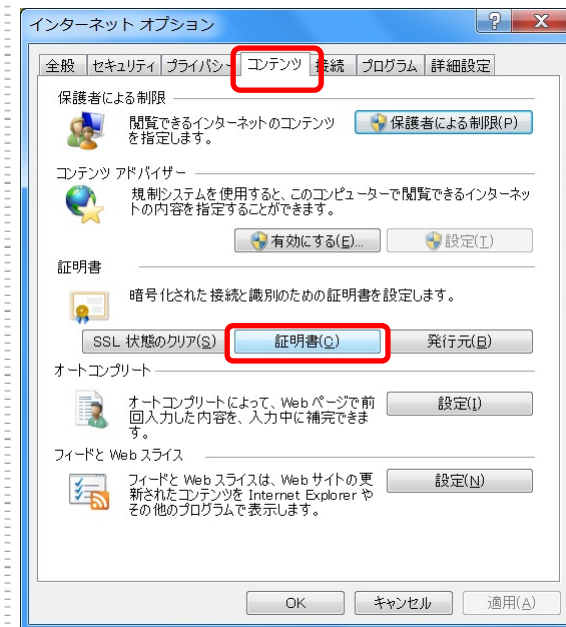 インターネット オプション
全般 セキュリティ プライバシー コンテンツ 接続 プログラム 詳細設定
保護者による制限
閲覧できるインターネットのコンテンツ
を指定します。
保護者による制限(P)
コンテンツ アドバイザー
規制システムを使用すると、このコンピューターで閲覧できるインターネッ
トの内容を指定することができます。
有効にする(E)... 設定(T)
証明書
暗号化された接続と識別のための証明書を設定します。
SSL 状態のクリア(S) 証明書(C) 発行元(B)
オートコンプリート
オートコンプリートによって、Web ページで前
回入力した内容を、入力中に補完できま
す。
設定(I)
フィードと Web スライス
フィードと Web スライスは、Web サイトの更
新されたコンテンツを Internet Explorer や
その他のプログラムで表示します。
設定(N)
OK キャンセル 適用(A)